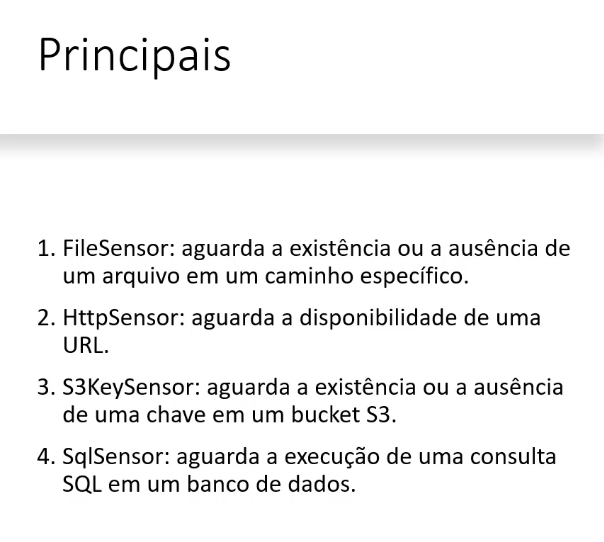 Principais
1. FileSensor: aguarda a existência ou a ausência de
um arquivo em um caminho específico.
2. HttpSensor: aguarda a disponibilidade de uma
URL.
3. S3KeySensor: aguarda a existência ou a ausência
de uma chave em um bucket S3.
4. SqlSensor: aguarda a execução de uma consulta
SQL em um banco de dados.